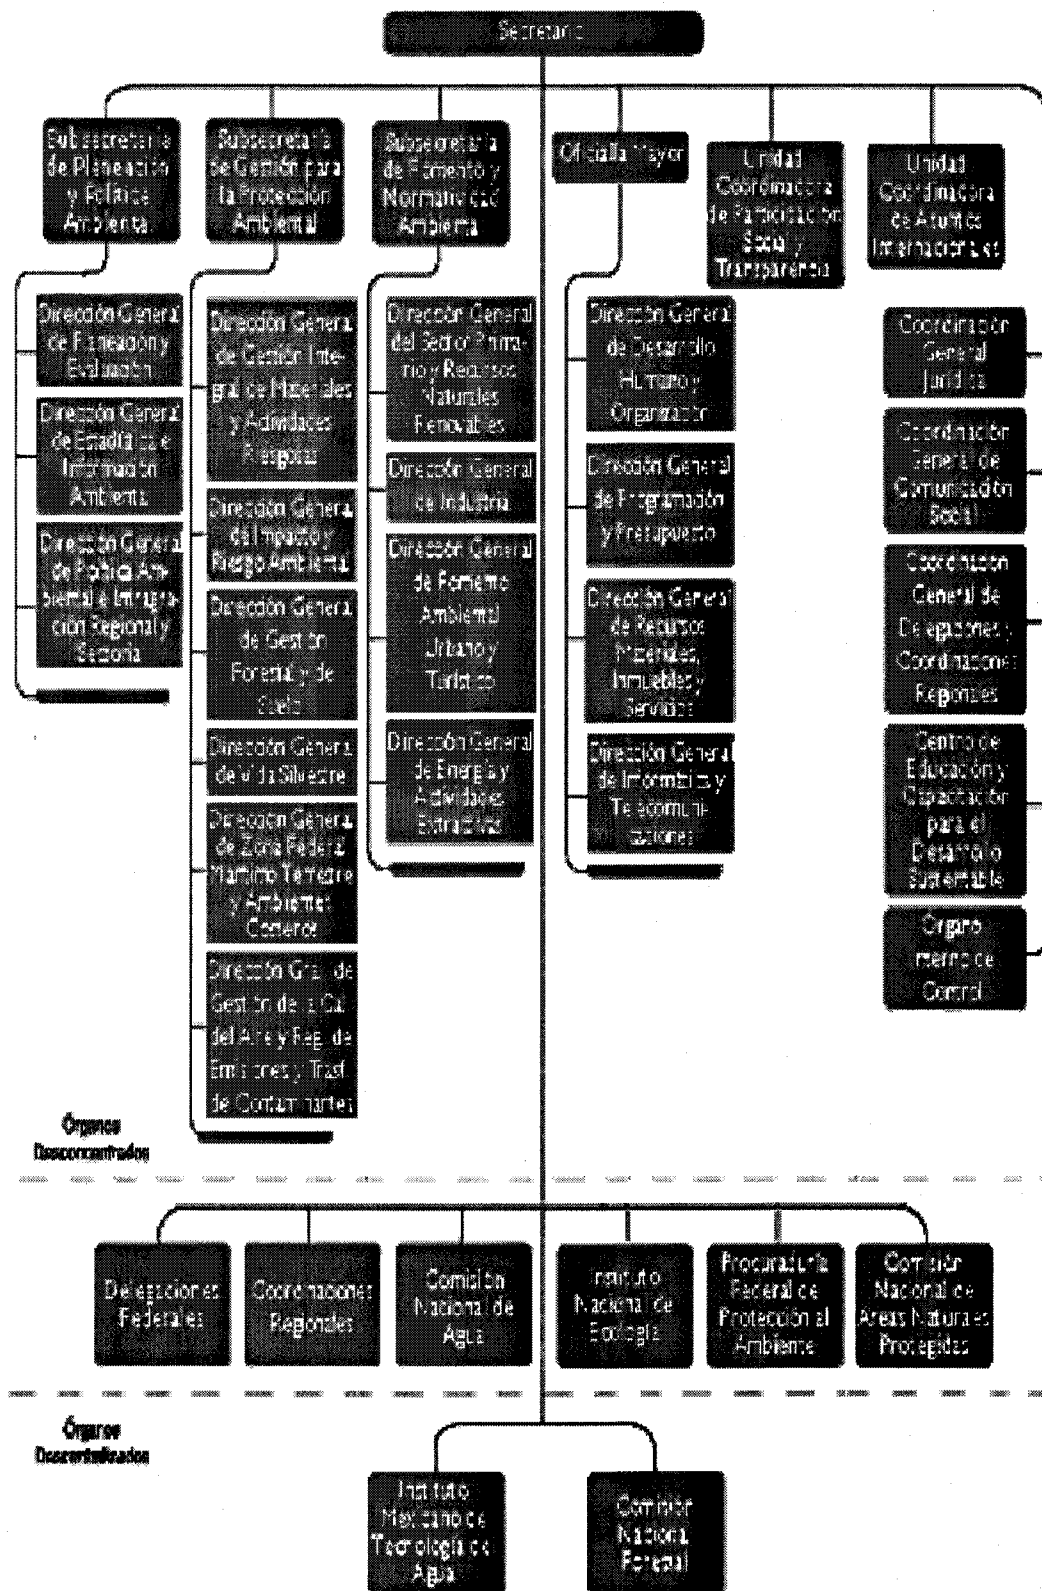 Secretario
Subsecretaría
de Planeación
y Política
Ambiental
Subsecretaría
de Gestión para
la Protección
Ambiental
Subsecretaría
de Fomento y
Normatividad
Ambiental
Oficialía Mayor
Unidad
Coordinadora
de Participación
Social y
Transparencia
Unidad
Coordinadora
de Asuntos
Internacionales
Dirección General
de Planeación y
Evaluación
Dirección General
de Estadística e
Información
Ambiental
Dirección General
de Política Am-
biental e Integra-
ción Regional y
Sectorial
Dirección General
de Gestión Inte-
gral de Materiales
y Actividades
Riesgosas
Dirección General
de Impacto y
Riesgo Ambiental
Dirección General
de Gestión
Forestal y de
Suelo
Dirección General
de Vida Silvestre
Dirección General
de Zona Federal
Marítimo Terrestre
y Ambientes
Costeros
Dirección Gral. de
Gestión de la Cal.
del Aire y Reg. de
Emisiones y Trasf.
de Contaminantes
Dirección General
del Sector Prima-
rio y Recursos
Naturales
Renovables
Dirección General
de Industria
Dirección General
de Fomento
Ambiental
Urbano y
Turístico
Dirección General
de Energía y
Actividades
Extractivas
Dirección General
de Desarrollo
Humano y
Organización
Dirección General
de Programación
y Presupuesto
Dirección General
de Recursos
Materiales,
Inmuebles y
Servicios
Dirección General
de Informática y
Telecomuni-
caciones
Coordinación
General
Jurídica
Coordinación
General de
Comunicación
Social
Coordinación
General de
Delegaciones y
Coordinaciones
Regionales
Centro de
Educación y
Capacitación
para el
Desarrollo
Sustentable
Órgano
Interno de
Control
Órganos
Desconcentrados
Delegaciones
Federales
Coordinaciones
Regionales
Comisión
Nacional de
Agua
Instituto
Nacional de
Ecología
Procuraduría
Federal de
Protección al
Ambiente
Comisión
Nacional de
Areas Naturales
Protegidas
Órganos
Descentralizados
Instituto
Mexicano de
Tecnología del
Agua
Comisión
Nacional
Forestal